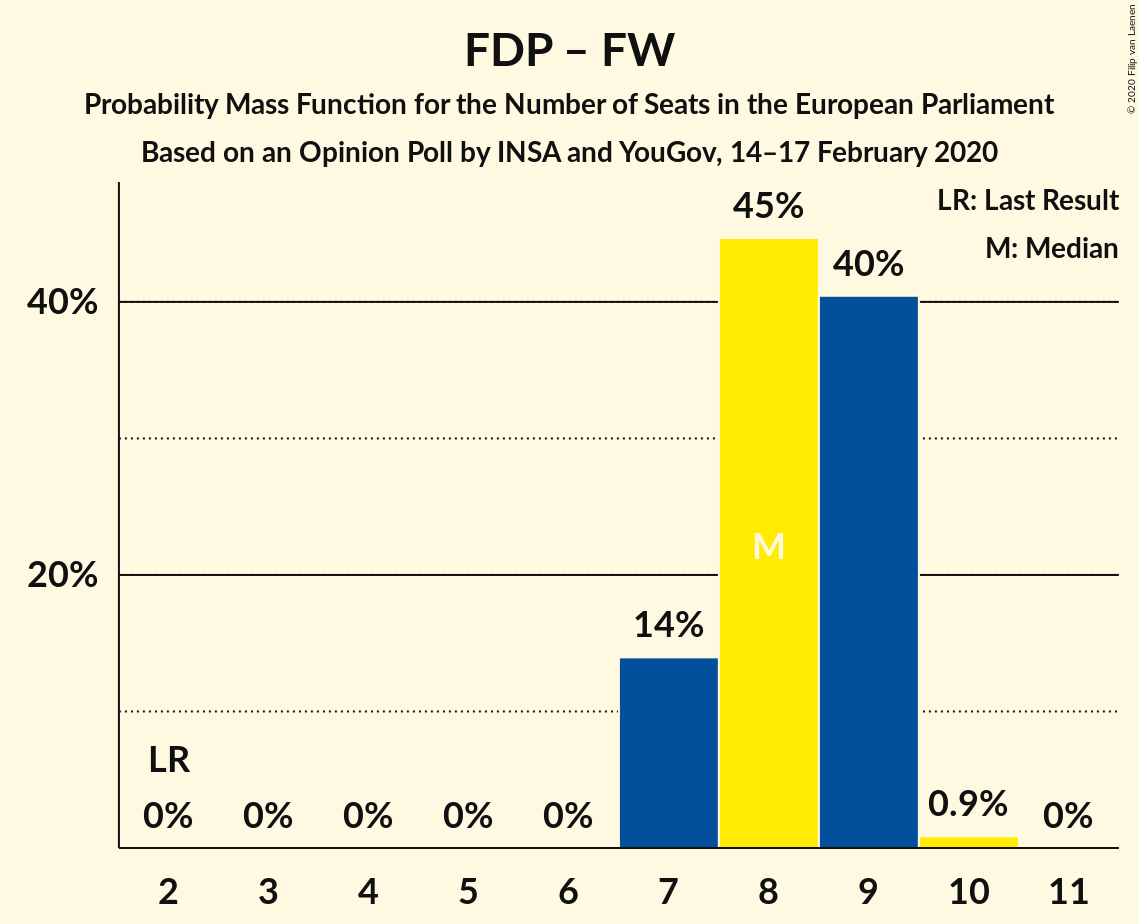 FDP – FW
Probability Mass Function for the Number of Seats in the European Parliament
Based on an Opinion Poll by INSA and YouGov, 14–17 February 2020
© 2020 Filip van Laenen
LR: Last Result
M: Median
45%
40%
40%
M
20%
14%
LR
0% 0% 0% 0% 0% 0.9% 0%
2 3 4 5 6 7 8 9 10 11